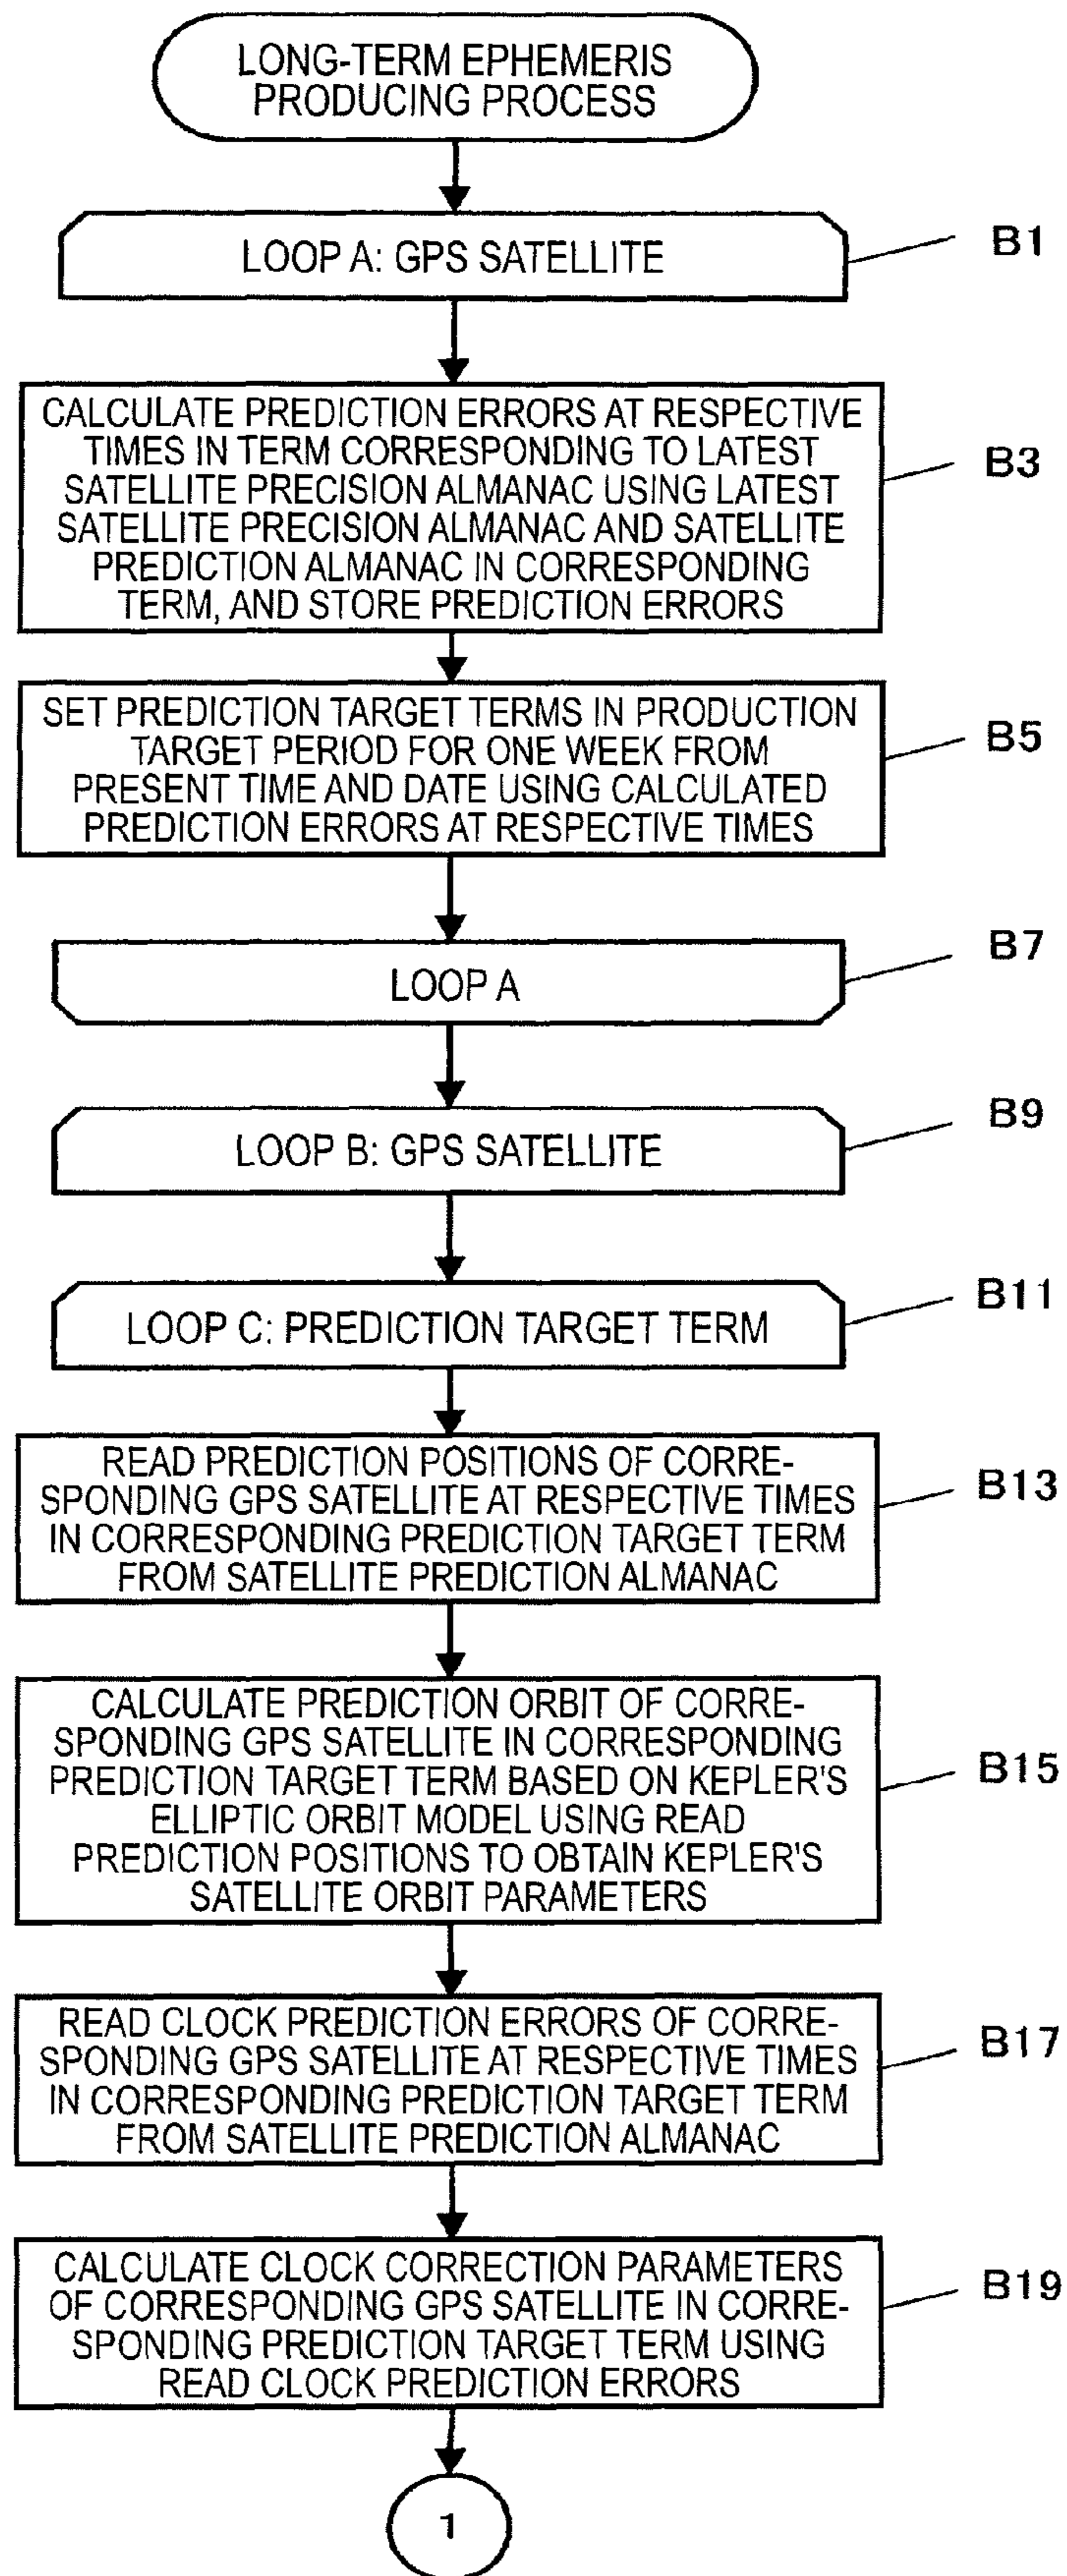 LONG-TERM EPHEMERIS
PRODUCING PROCESS
LOOP A: GPS SATELLITE
B1
CALCULATE PREDICTION ERRORS AT RESPECTIVE
TIMES IN TERM CORRESPONDING TO LATEST
SATELLITE PRECISION ALMANAC USING LATEST
SATELLITE PRECISION ALMANAC AND SATELLITE
PREDICTION ALMANAC IN CORRESPONDING
TERM, AND STORE PREDICTION ERRORS
B3
SET PREDICTION TARGET TERMS IN PRODUCTION
TARGET PERIOD FOR ONE WEEK FROM
PRESENT TIME AND DATE USING CALCULATED
PREDICTION ERRORS AT RESPECTIVE TIMES
B5
LOOP A
B7
LOOP B: GPS SATELLITE
B9
LOOP C: PREDICTION TARGET TERM
B11
READ PREDICTION POSITIONS OF CORRE-
SPONDING GPS SATELLITE AT RESPECTIVE TIMES
IN CORRESPONDING PREDICTION TARGET TERM
FROM SATELLITE PREDICTION ALMANAC
B13
CALCULATE PREDICTION ORBIT OF CORRE-
SPONDING GPS SATELLITE IN CORRESPONDING
PREDICTION TARGET TERM BASED ON KEPLER'S
ELLIPTIC ORBIT MODEL USING READ
PREDICTION POSITIONS TO OBTAIN KEPLER'S
SATELLITE ORBIT PARAMETERS
B15
READ CLOCK PREDICTION ERRORS OF CORRE-
SPONDING GPS SATELLITE AT RESPECTIVE TIMES
IN CORRESPONDING PREDICTION TARGET TERM
FROM SATELLITE PREDICTION ALMANAC
B17
CALCULATE CLOCK CORRECTION PARAMETERS
OF CORRESPONDING GPS SATELLITE IN CORRE-
SPONDING PREDICTION TARGET TERM USING
READ CLOCK PREDICTION ERRORS
B19
1